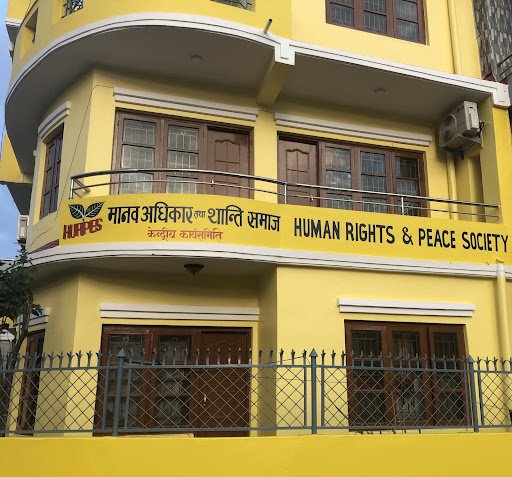 HURPES
मानव अधिकार तथा शान्ति समाज HUMAN RIGHTS & PEACE SOCIETY
केन्द्रीय कार्यसमिति